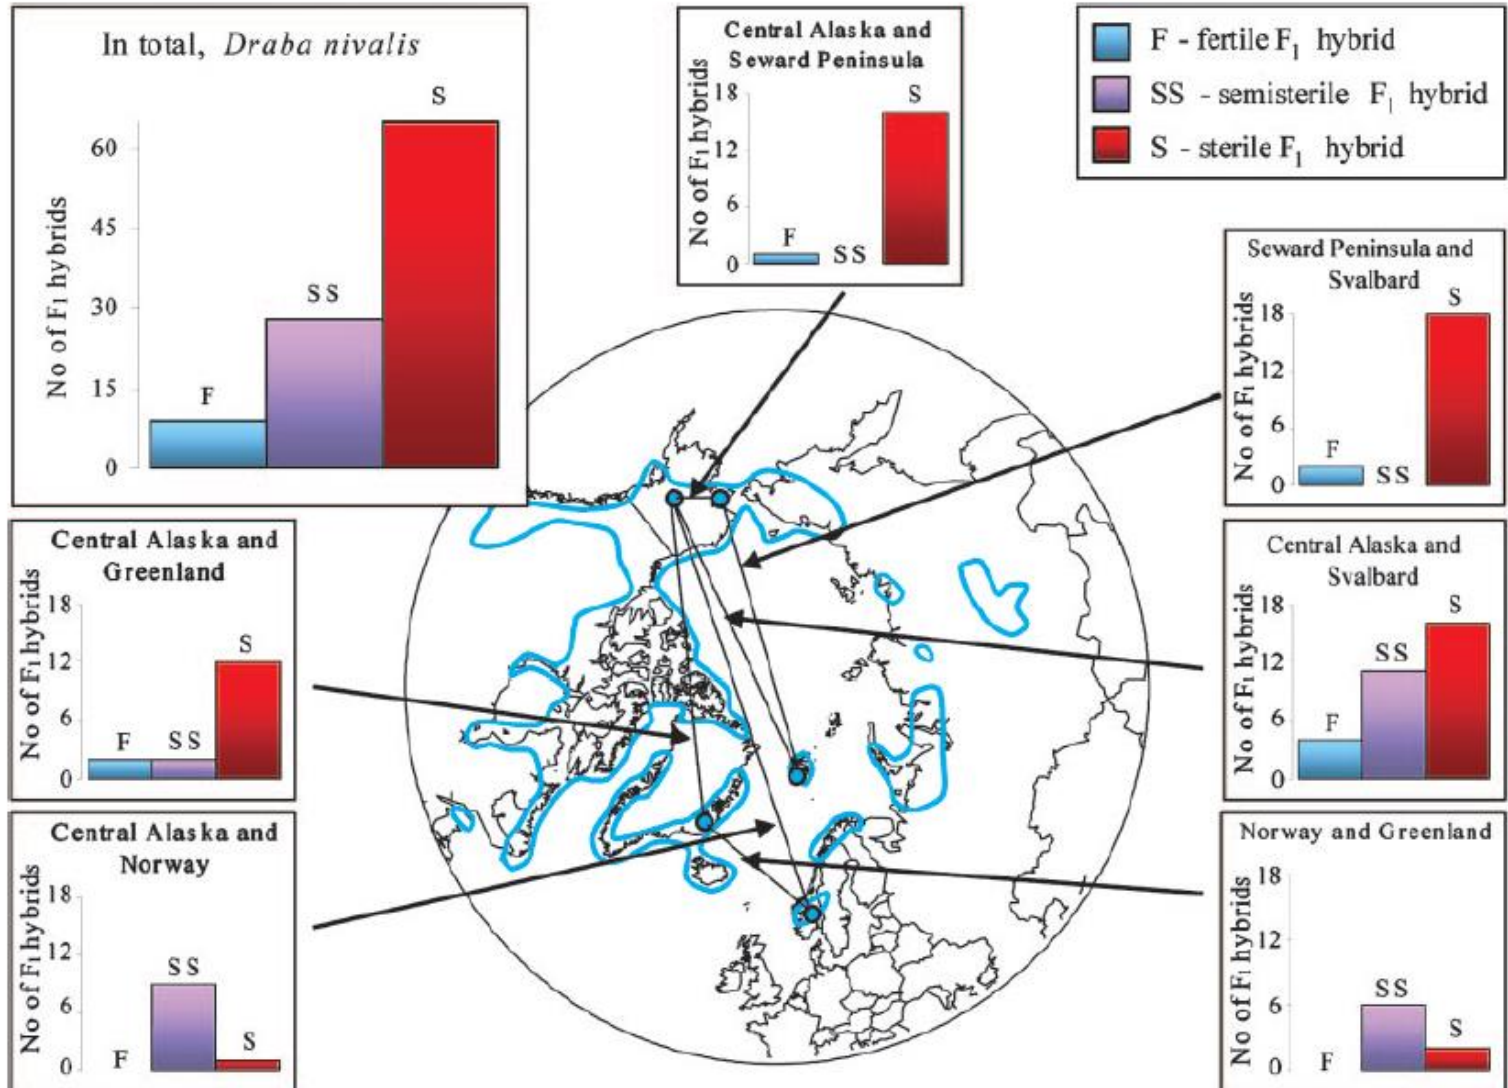 In total, Draba nivalis
No of F1 hybrids
60
45
30
15
0
F
SS
S
Central Alaska and
Seward Peninsula
No of F1 hybrids
18
12
6
0
F
SS
S
F - fertile F1 hybrid
SS - semisterile F1 hybrid
S - sterile F1 hybrid
Seward Peninsula and
Svalbard
No of F1 hybrids
18
12
6
0
F
SS
S
Central Alaska and
Greenland
No of F1 hybrids
18
12
6
0
F
SS
S
Central Alaska and
Svalbard
No of F1 hybrids
18
12
6
0
F
SS
S
Central Alaska and
Norway
No of F1 hybrids
18
12
6
0
F
SS
S
Norway and Greenland
No of F1 hybrids
18
12
6
0
F
SS
S